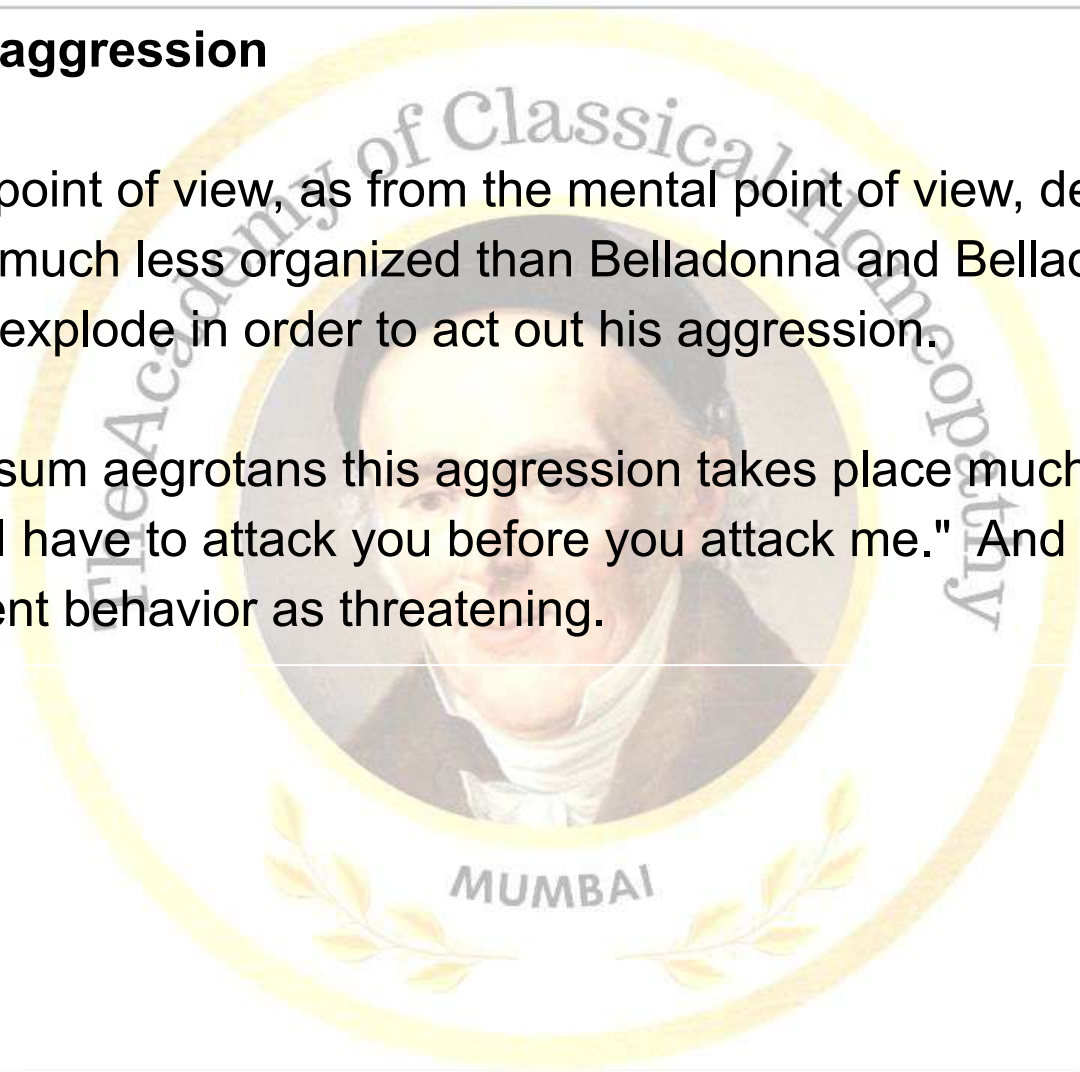 aggression
point of view, as from the mental point of view, de
much less organized than Belladonna and Bellad
explode in order to act out his aggression.
sum aegrotans this aggression takes place much
I have to attack you before you attack me." And
ent behavior as threatening.
The Academy of Classical Homeopathy
MUMBAI